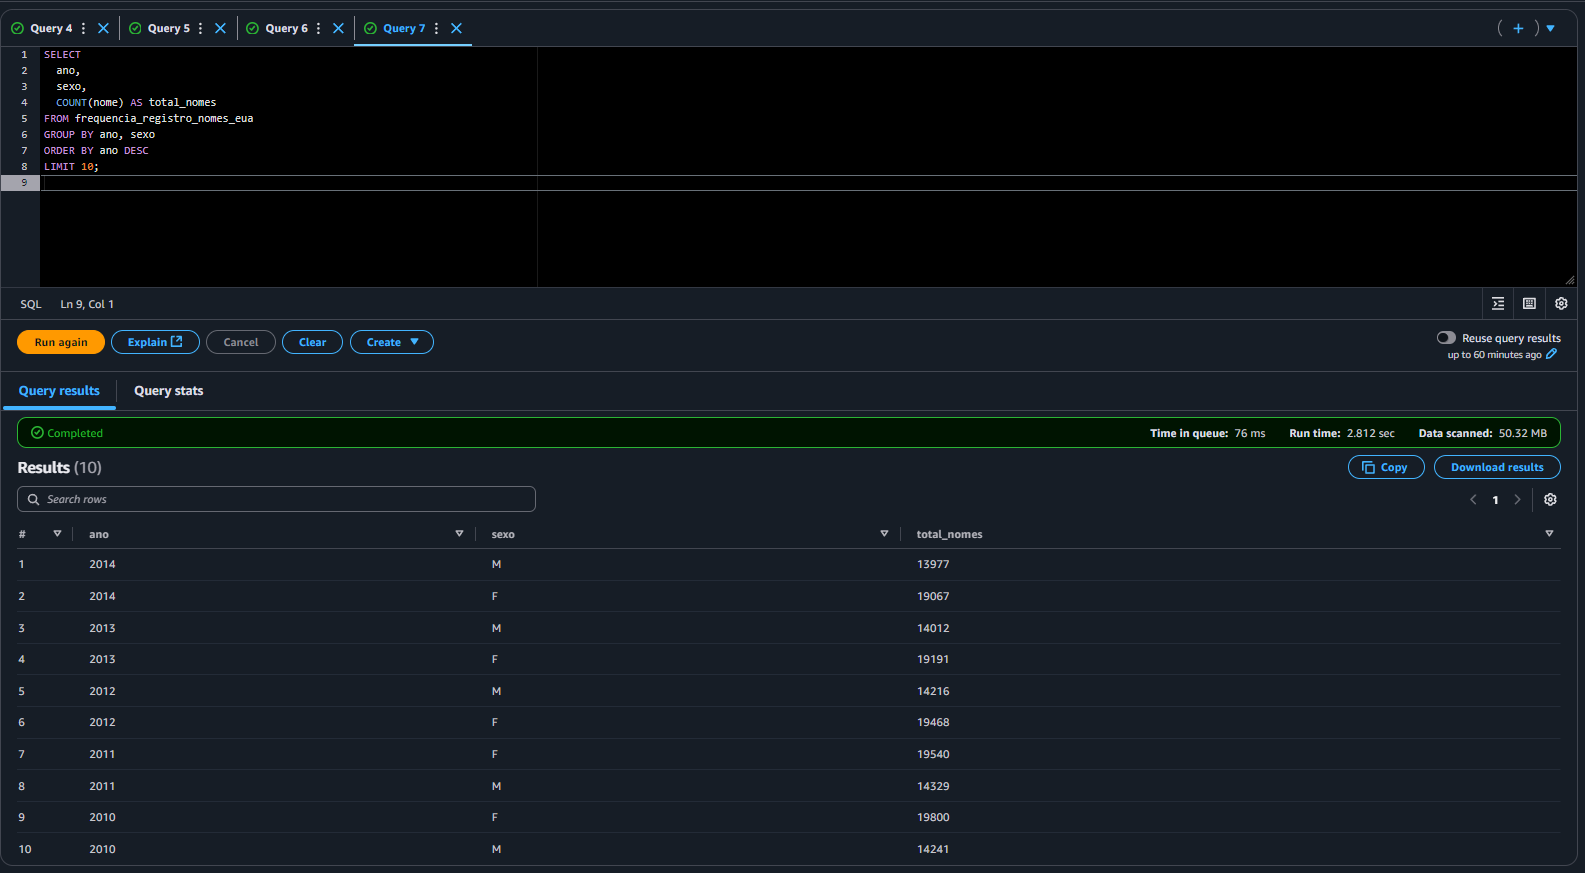 Query 4
Query 5
Query 6
Query 7
1 SELECT
2 ano,
3 sexo,
4 COUNT(nome) AS total_nomes
5 FROM frequencia_registro_nomes_eua
6 GROUP BY ano, sexo
7 ORDER BY ano DESC
8 LIMIT 10;
9
SQL Ln 9, Col 1
Run again Explain Cancel Clear Create
Reuse query results
up to 60 minutes ago
Query results Query stats
Completed Time in queue: 76 ms Run time: 2.812 sec Data scanned: 50.32 MB
Results (10) Copy Download results
Search rows 1
# ano sexo total_nomes
1 2014 M 13977
2 2014 F 19067
3 2013 M 14012
4 2013 F 19191
5 2012 M 14216
6 2012 F 19468
7 2011 F 19540
8 2011 M 14329
9 2010 F 19800
10 2010 M 14241